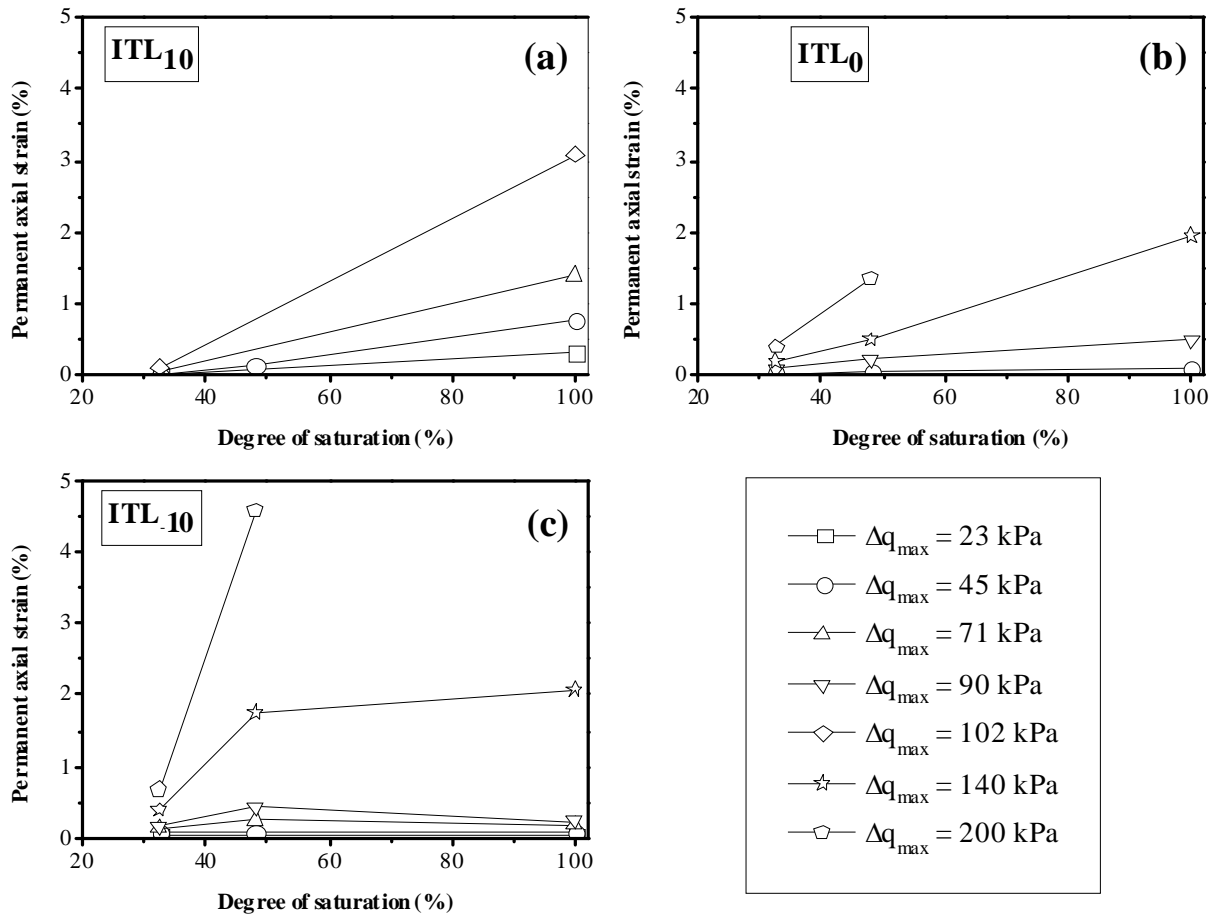 ITL10
(a)
Permanent axial strain (%)
5
4
3
2
1
0
20
40
60
80
100
Degree of saturation (%)
ITL0
(b)
Permanent axial strain (%)
5
4
3
2
1
0
20
40
60
80
100
Degree of saturation (%)
ITL-10
(c)
Permanent axial strain (%)
5
4
3
2
1
0
20
40
60
80
100
Degree of saturation (%)
Δqmax = 23 kPa
Δqmax = 45 kPa
Δqmax = 71 kPa
Δqmax = 90 kPa
Δqmax = 102 kPa
Δqmax = 140 kPa
Δqmax = 200 kPa